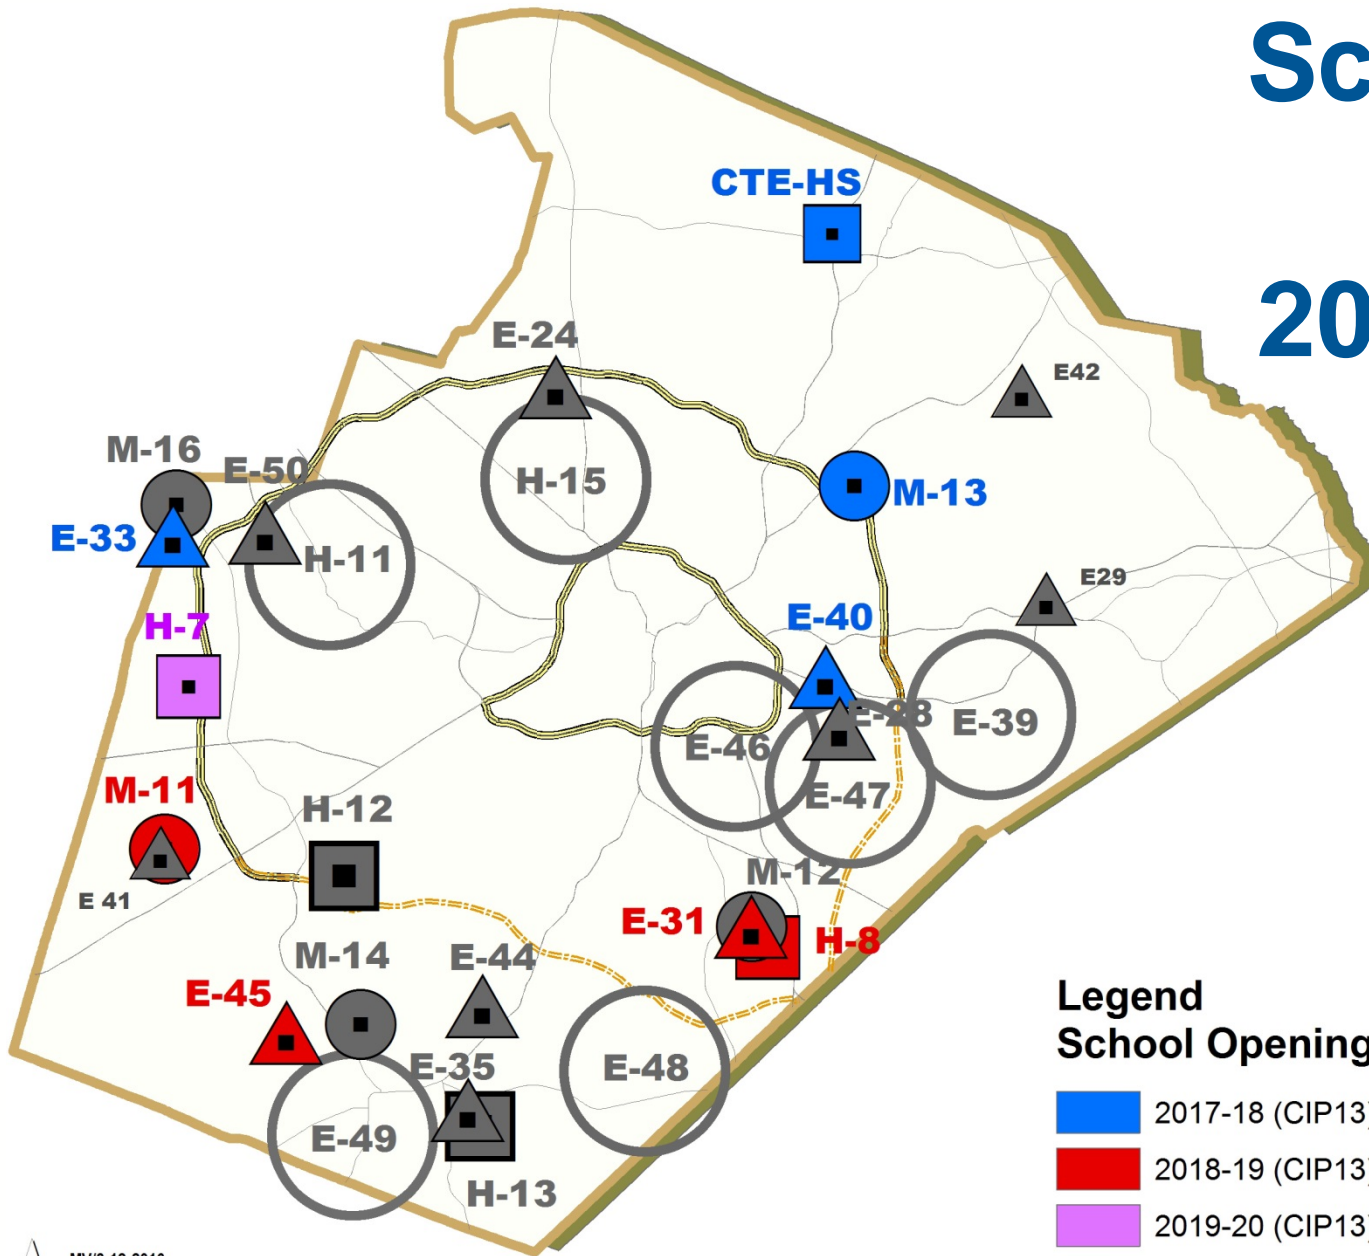 Sc
CTE-HS
20
E-24
E42
M-16
E-50
H-15
M-13
E-33
H-11
E29
H-7
E-40
E-28
E-39
E-46
M-11
E-47
H-12
M-12
E 41
E-31
H-8
M-14
E-44
E-45
Legend
School Opening
E-35
E-48
2017-18 (CIP13)
E-49
2018-19 (CIP13)
H-13
2019-20 (CIP13)